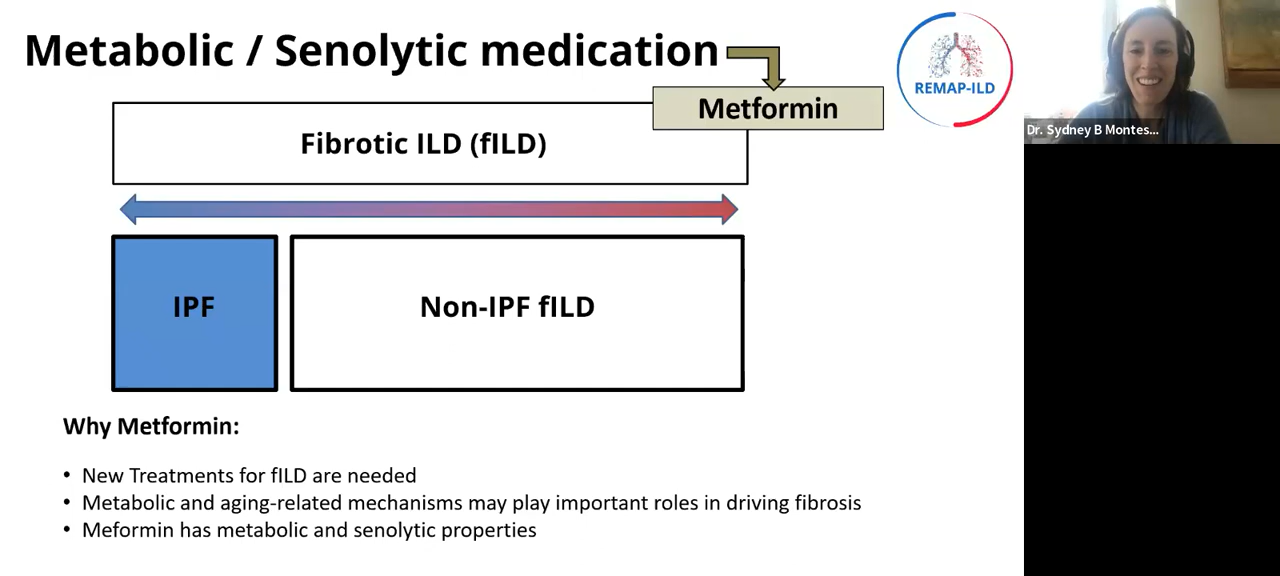 Metabolic / Senolytic medication
REMAP-ILD
Metformin
Fibrotic ILD (fILD)
Dr. Sydney B Montes...
IPF
Non-IPF fILD
Why Metformin:
• New Treatments for fILD are needed
• Metabolic and aging-related mechanisms may play important roles in driving fibrosis
• Meformin has metabolic and senolytic properties